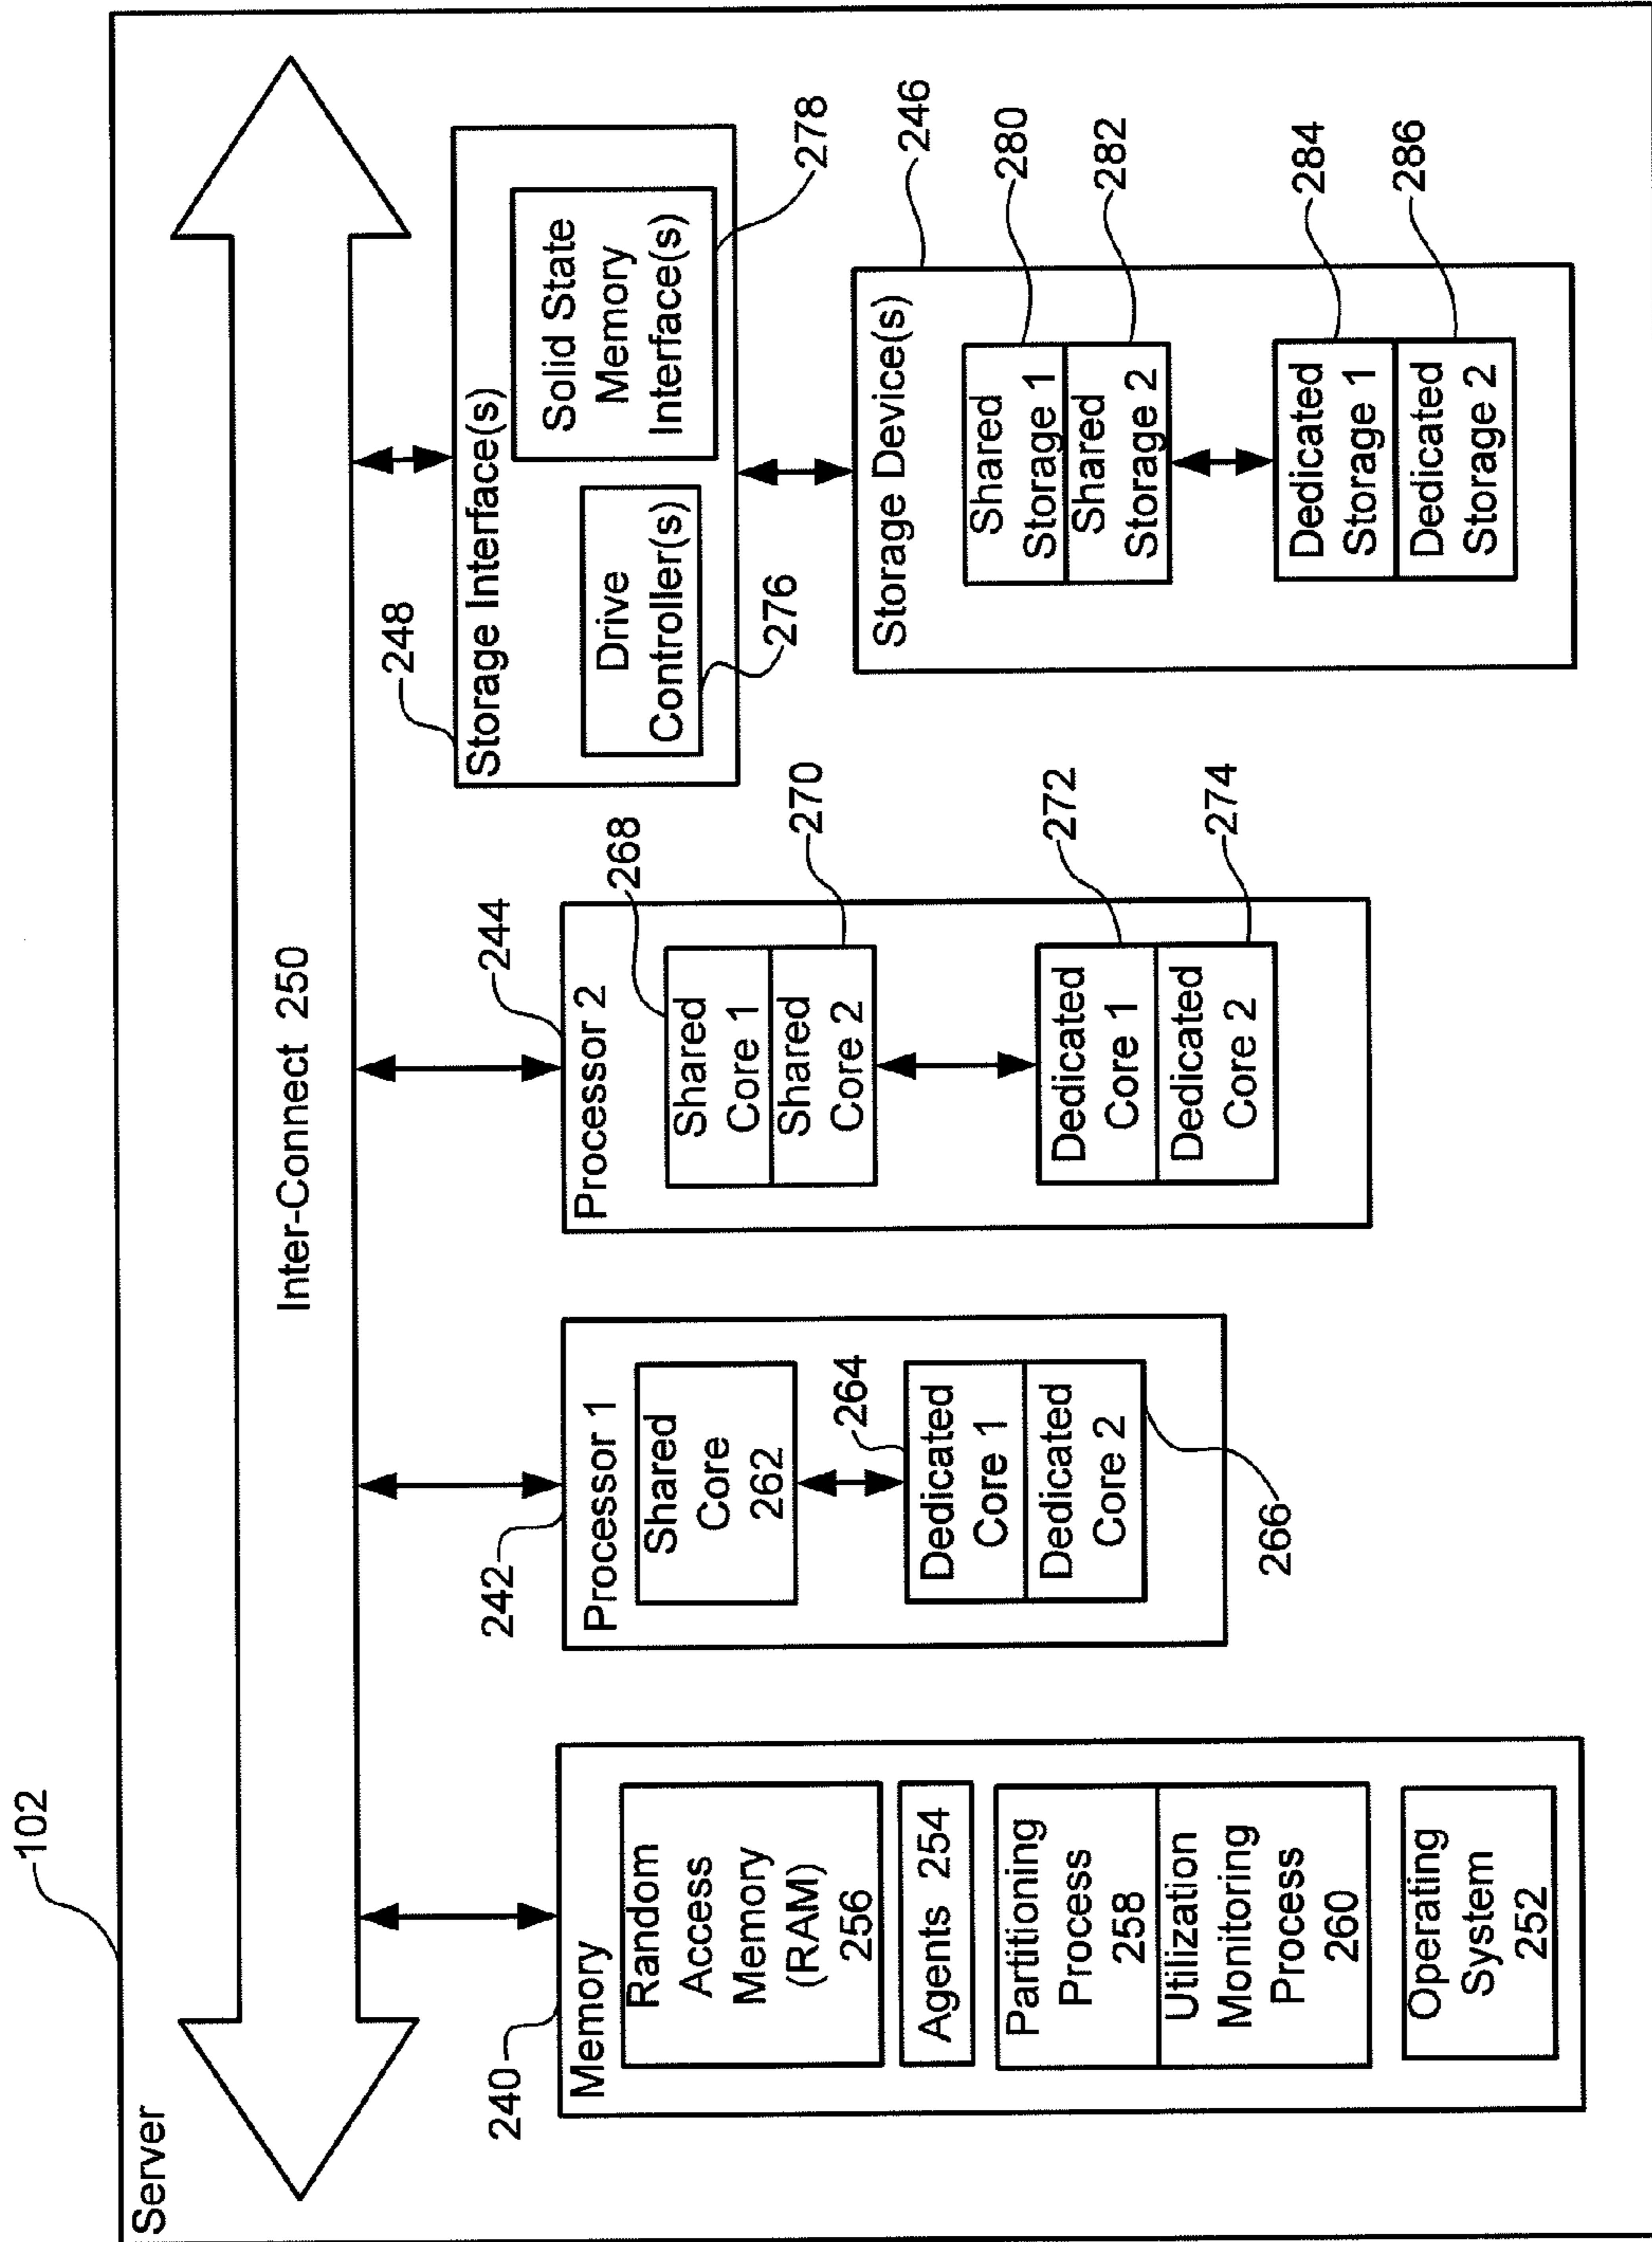 102
Server
Inter-Connect 250
240
Memory
Random
Access
Memory
(RAM)
256
Agents 254
Partitioning
Process
258
Utilization
Monitoring
Process
260
Operating
System
252
242
Processor 1
Shared
Core
262
264
Dedicated
Core 1
Dedicated
Core 2
266
244
Processor 2
268
Shared
Core 1
Shared
Core 2
270
Dedicated
Core 1
272
Dedicated
Core 2
274
248
Storage Interface(s)
Drive
Controller(s)
276
Solid State
Memory
Interface(s)
278
Storage Device(s)
246
Shared
Storage 1
280
Shared
Storage 2
282
Dedicated
Storage 1
284
Dedicated
Storage 2
286